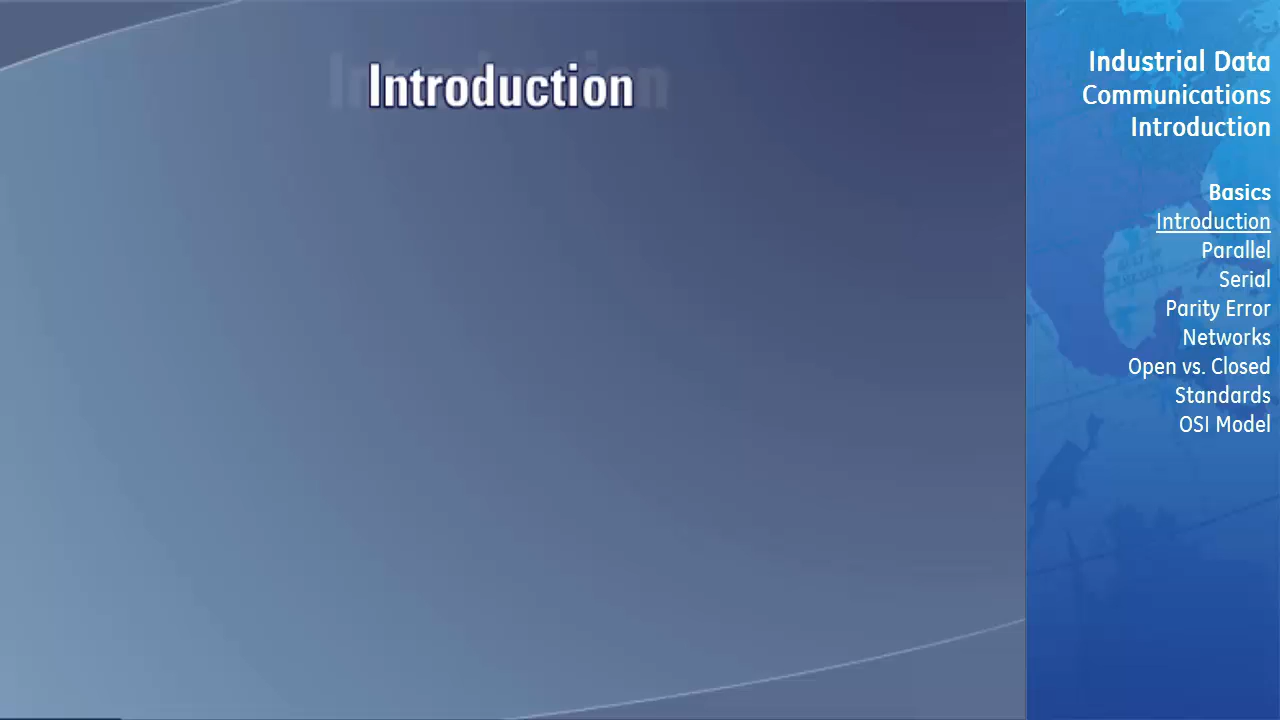 Introduction
Industrial Data
Communications
Introduction
Basics
Introduction
Parallel
Serial
Parity Error
Networks
Open vs. Closed
Standards
OSI Model